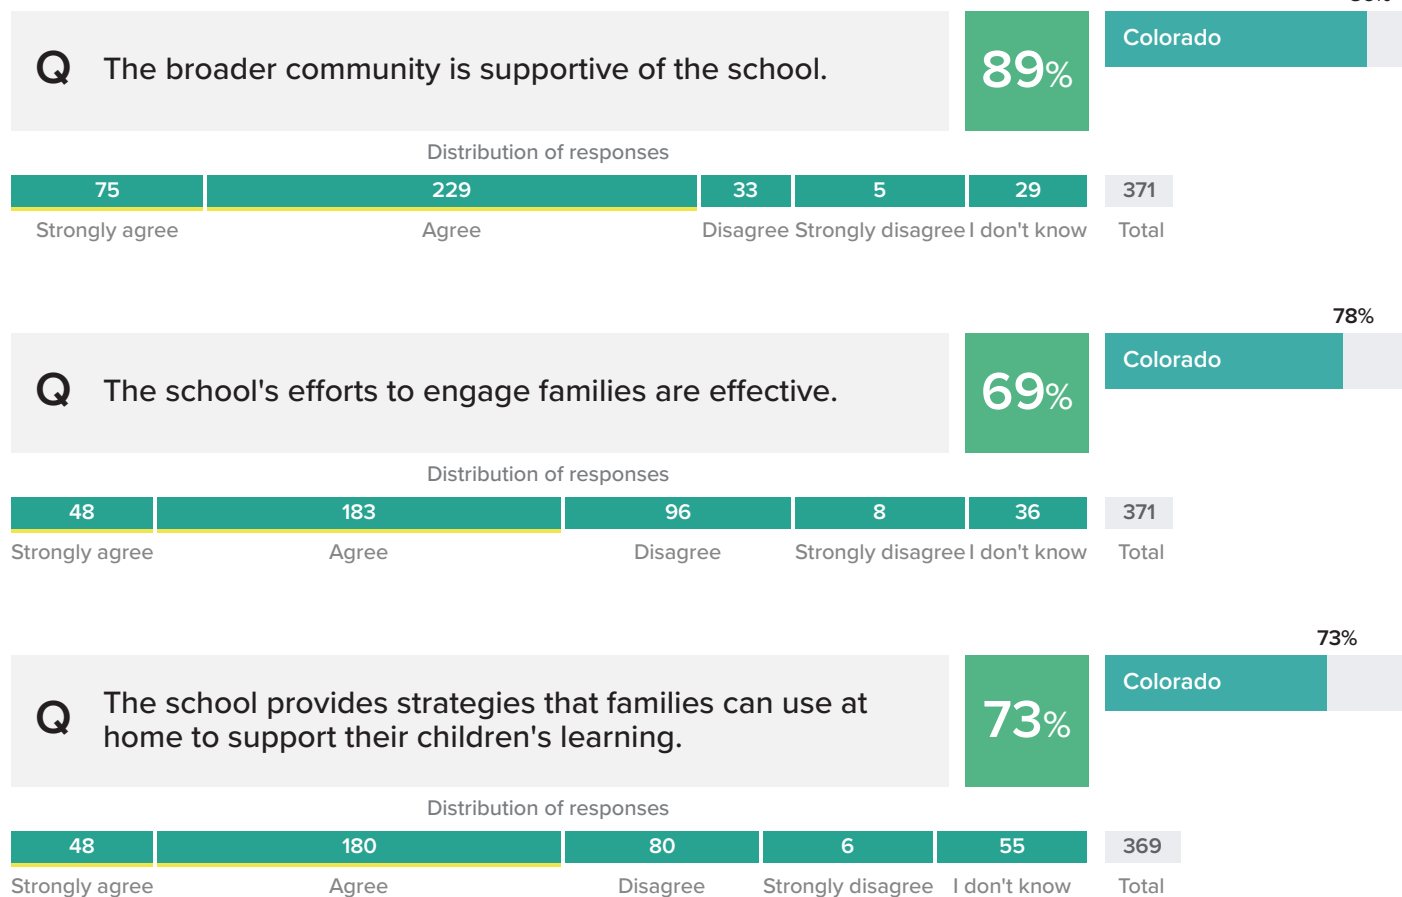 Q The broader community is supportive of the school. 89% Colorado
Distribution of responses
75 229 33 5 29 371
Strongly agree Agree Disagree Strongly disagree I don't know Total
78%
Q The school's efforts to engage families are effective. 69% Colorado
Distribution of responses
48 183 96 8 36 371
Strongly agree Agree Disagree Strongly disagree I don't know Total
73%
Colorado
Q The school provides strategies that families can use at
home to support their children's learning. 73%
Distribution of responses
48 180 80 6 55 369
Strongly agree Agree Disagree Strongly disagree I don't know Total